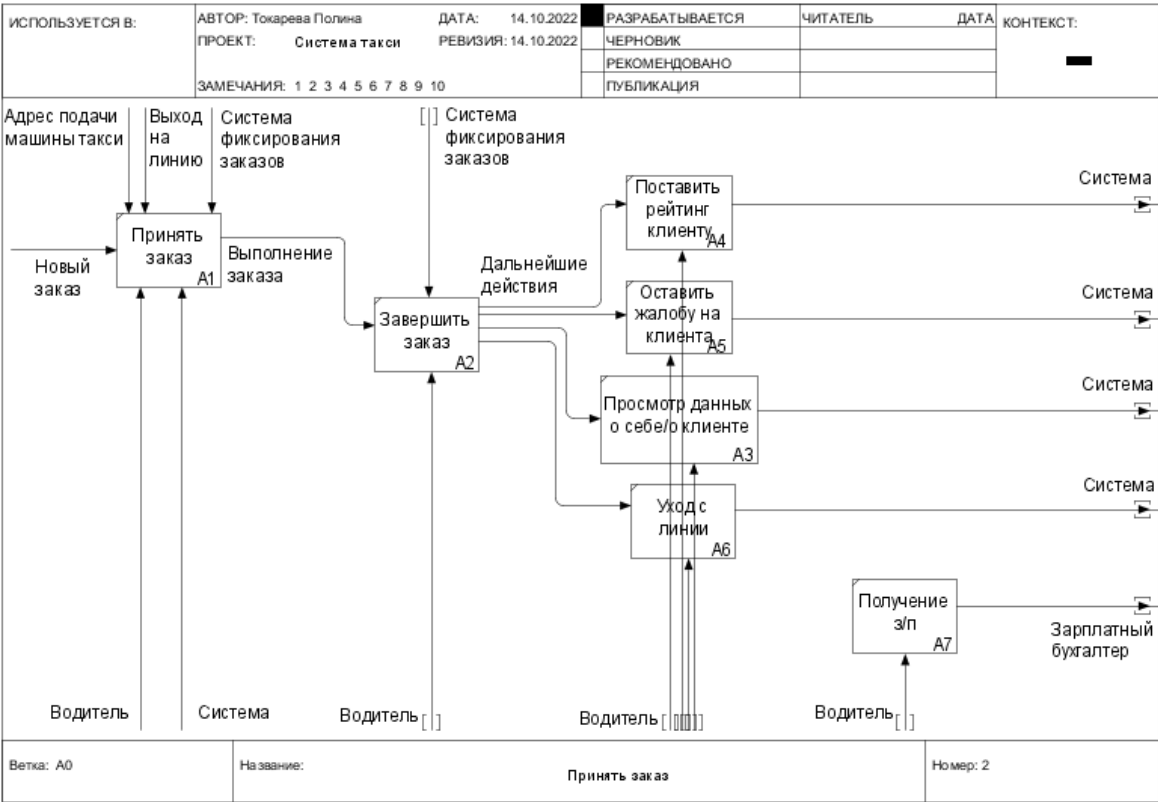 ИСПОЛЬЗУЕТСЯ В:
АВТОР: Токарева Полина
ДАТА: 14.10.2022
ПРОЕКТ: Система такси
РЕВИЗИЯ: 14.10.2022
ЗАМЕЧАНИЯ: 1 2 3 4 5 6 7 8 9 10
РАЗРАБАТЫВАЕТСЯ
ЧЕРНОВИК
РЕКОМЕНДОВАНО
ПУБЛИКАЦИЯ
ЧИТАТЕЛЬ ДАТА
КОНТЕКСТ:
Адрес подачи
машины такси
Выход
на
линию
Система
фиксирования
заказов
Система
фиксирования
заказов
Новый
заказ
Принять
заказ
A1
Выполнение
заказа
Завершить
заказ
A2
Дальнейшие
действия
Поставить
рейтинг
клиенту
A4
Система
Оставить
жалобу на
клиента
A5
Система
Просмотр данных
о себе/о клиенте
A3
Система
Уход с
линии
A6
Система
Получение
з/п
A7
Зарплатный
бухгалтер
Водитель
Система
Водитель
Водитель
Водитель
Ветка: A0
Название:
Принять заказ
Номер: 2